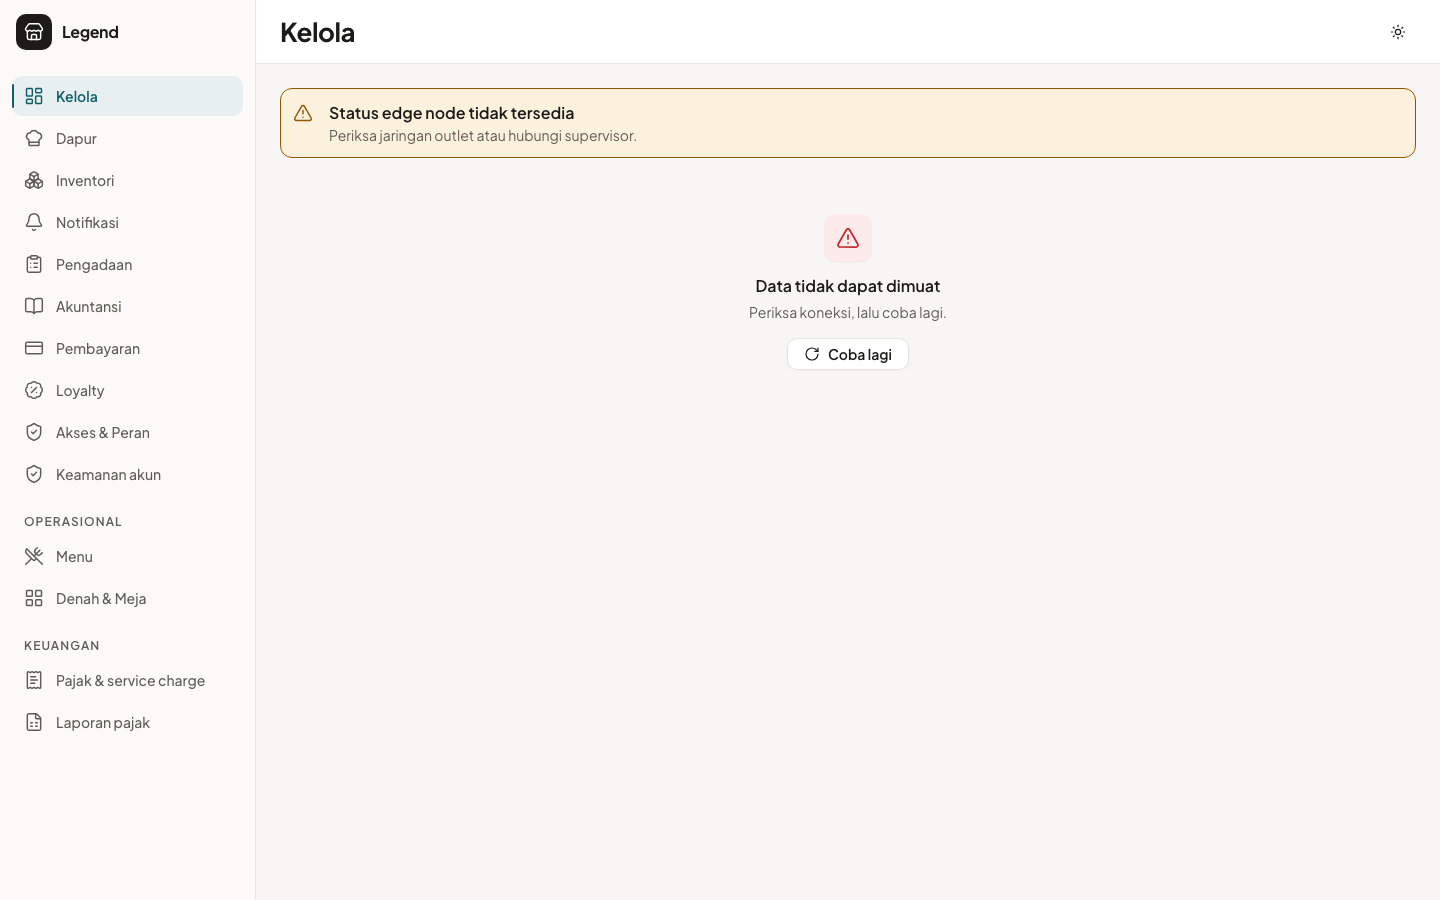 Legend
Kelola
Dapur
Inventori
Notifikasi
Pengadaan
Akuntansi
Pembayaran
Loyalty
Akses & Peran
Keamanan akun
OPERASIONAL
Menu
Denah & Meja
KEUANGAN
Pajak & service charge
Laporan pajak
Kelola
Status edge node tidak tersedia
Periksa jaringan outlet atau hubungi supervisor.
Data tidak dapat dimuat
Periksa koneksi, lalu coba lagi.
Coba lagi